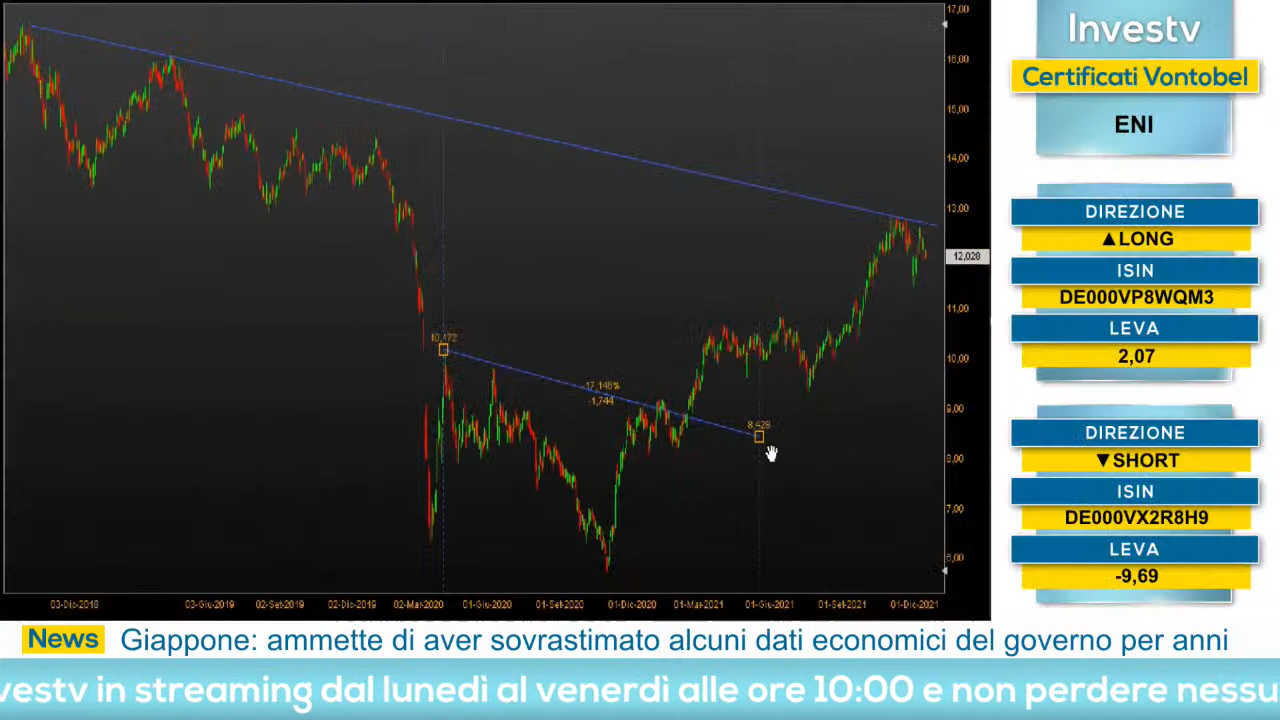 17,00
16,00
15,00
14,00
13,00
12,028
11,00
10,00
9,00
8,00
7,00
6,00
10,172
-17,146%
-1,744
8,428
03-Dic-2018
03-Giu-2019
02-Set-2019
02-Dic-2019
02-Mar-2020
01-Giu-2020
01-Set-2020
01-Dic-2020
01-Mar-2021
01-Giu-2021
01-Set-2021
01-Dic-2021
Investv
Certificati Vontobel
ENI
DIREZIONE
▲LONG
ISIN
DE000VP8WQM3
LEVA
2,07
DIREZIONE
▼SHORT
ISIN
DE000VX2R8H9
LEVA
-9,69
News Giappone: ammette di aver sovrastimato alcuni dati economici del governo per anni
vestv in streaming dal lunedì al venerdì alle ore 10:00 e non perdere nessu